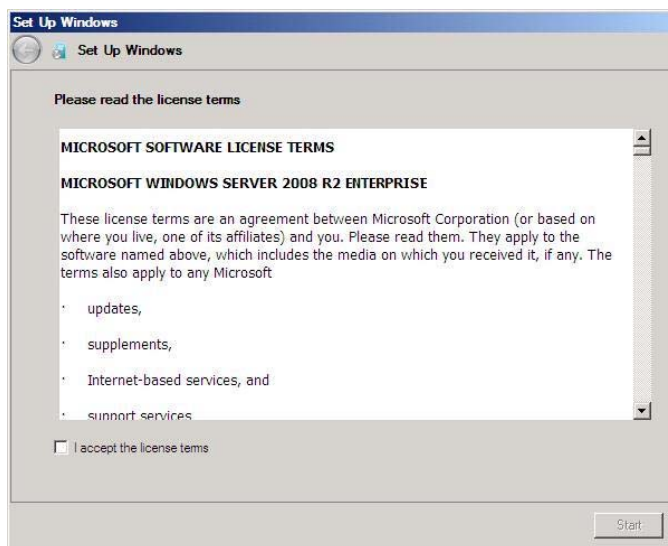 Set Up Windows
Set Up Windows
Please read the license terms
MICROSOFT SOFTWARE LICENSE TERMS
MICROSOFT WINDOWS SERVER 2008 R2 ENTERPRISE
These license terms are an agreement between Microsoft Corporation (or based on
where you live, one of its affiliates) and you. Please read them. They apply to the
software named above, which includes the media on which you received it, if any. The
terms also apply to any Microsoft
· updates,
· supplements,
· Internet-based services, and
· support services
I accept the license terms
Start